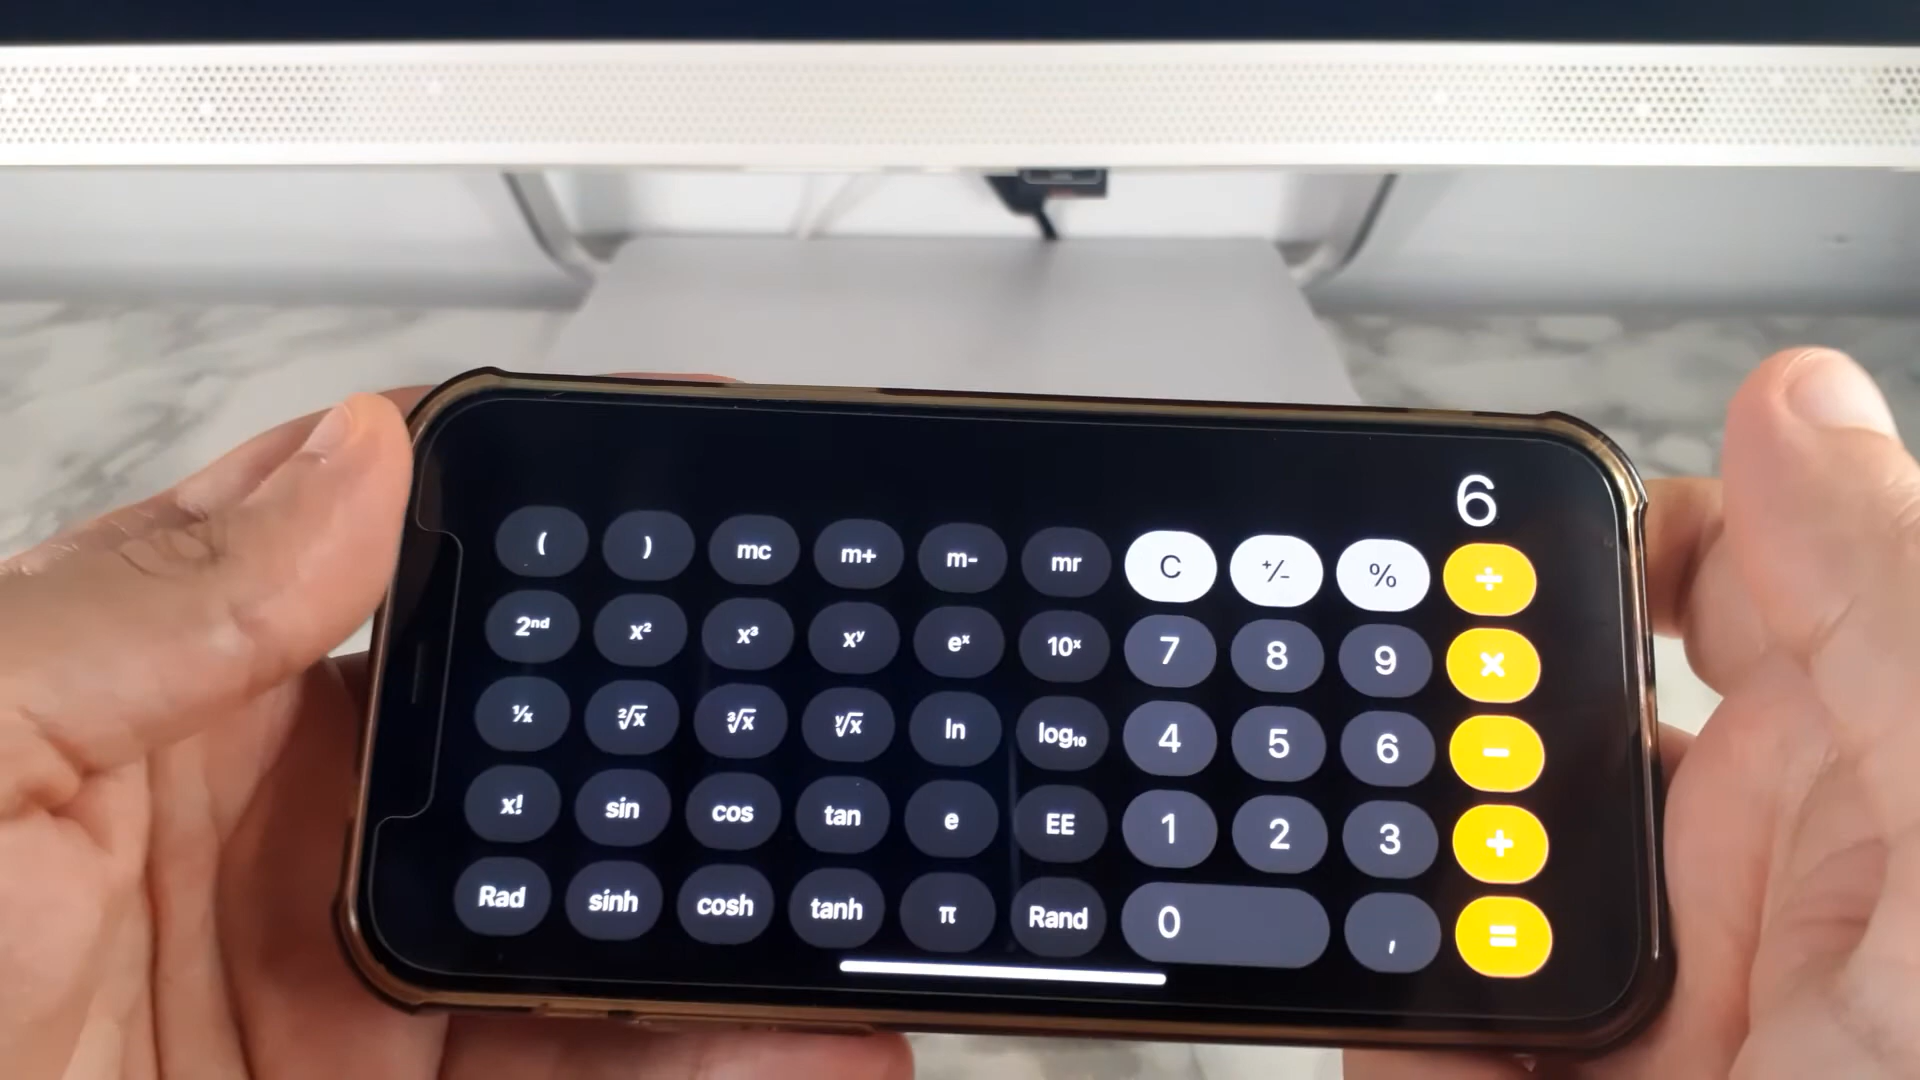 6
( ) mc m+ m- mr C ⁺∕₋ % ÷
2ⁿᵈ x² x³ xʸ eˣ 10ˣ 7 8 9 ×
¹∕ₓ ²√x ³√x ʸ√x ln log₁₀ 4 5 6 −
x! sin cos tan e EE 1 2 3 +
Rad sinh cosh tanh π Rand 0 , =